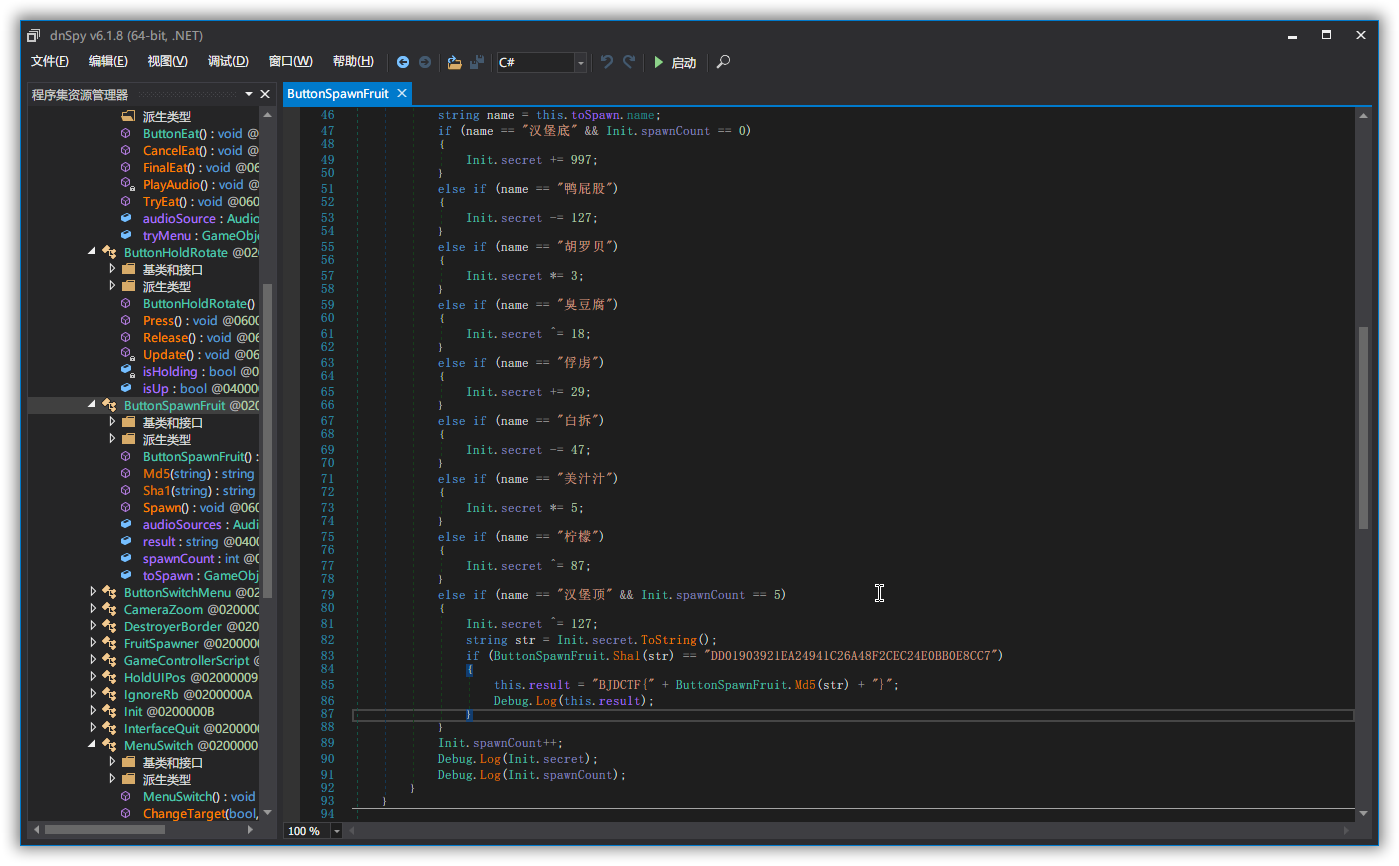 dnSpy v6.1.8 (64-bit, .NET)
文件(F) 编辑(E) 视图(V) 调试(D) 窗口(W) 帮助(H) C# 启动
程序集资源管理器
派生类型
ButtonEat() : void @
CancelEat() : void @
FinalEat() : void @06
PlayAudio() : void @
TryEat() : void @060
audioSource : Audio
tryMenu : GameObj
ButtonHoldRotate @020
基类和接口
派生类型
ButtonHoldRotate()
Press() : void @0600
Release() : void @06
Update() : void @06
isHolding : bool @0
isUp : bool @04000
ButtonSpawnFruit @020
基类和接口
派生类型
ButtonSpawnFruit() :
Md5(string) : string
Sha1(string) : string
Spawn() : void @060
audioSources : Audi
result : string @0400
spawnCount : int @0
toSpawn : GameObj
ButtonSwitchMenu @02
CameraZoom @020000
DestroyerBorder @020
FruitSpawner @020000
GameControllerScript @
HoldUIPos @02000009
IgnoreRb @0200000A
Init @0200000B
InterfaceQuit @020000
MenuSwitch @0200000
基类和接口
派生类型
MenuSwitch() : void
ChangeTarget(bool,
ButtonSpawnFruit
46 string name = this.toSpawn.name;
47 if (name == "汉堡底" && Init.spawnCount == 0)
48 {
49 Init.secret += 997;
50 }
51 else if (name == "鸭屁股")
52 {
53 Init.secret -= 127;
54 }
55 else if (name == "胡罗贝")
56 {
57 Init.secret *= 3;
58 }
59 else if (name == "臭豆腐")
60 {
61 Init.secret ^= 18;
62 }
63 else if (name == "俘虏")
64 {
65 Init.secret += 29;
66 }
67 else if (name == "白拆")
68 {
69 Init.secret -= 47;
70 }
71 else if (name == "美汁汁")
72 {
73 Init.secret *= 5;
74 }
75 else if (name == "柠檬")
76 {
77 Init.secret ^= 87;
78 }
79 else if (name == "汉堡顶" && Init.spawnCount == 5)
80 {
81 Init.secret ^= 127;
82 string str = Init.secret.ToString();
83 if (ButtonSpawnFruit.Sha1(str) == "DD01903921EA24941C26A48F2CEC24E0BB0E8CC7")
84 {
85 this.result = "BJDCTF{" + ButtonSpawnFruit.Md5(str) + "}";
86 Debug.Log(this.result);
87 }
88 }
89 Init.spawnCount++;
90 Debug.Log(Init.secret);
91 Debug.Log(Init.spawnCount);
92 }
93 }
94
100 %